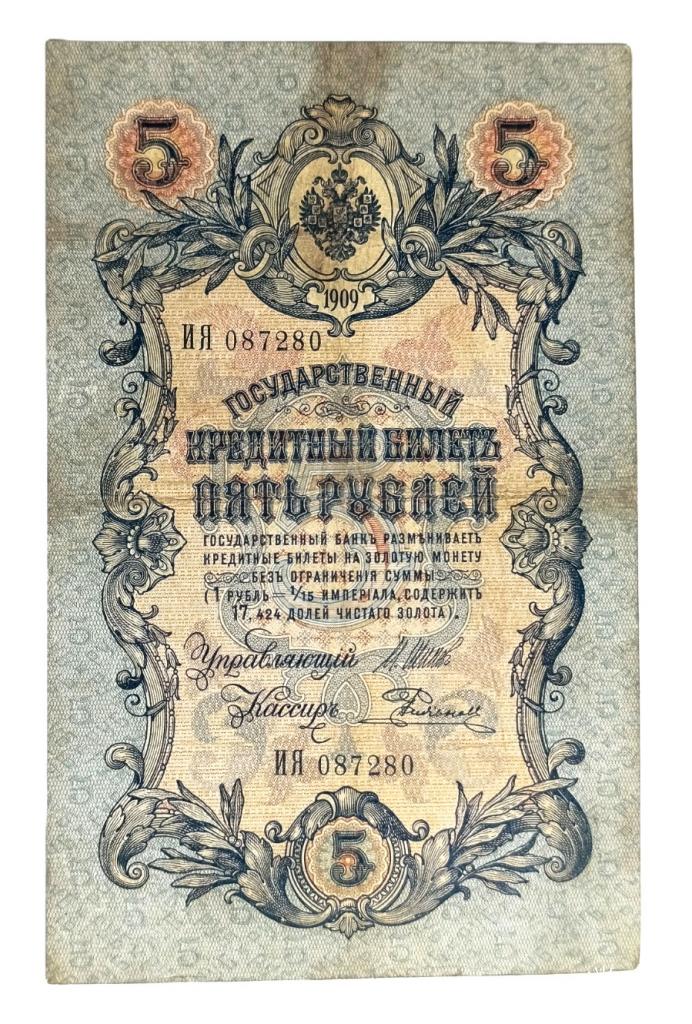 5 5
1909
ИЯ 087280
ГОСУДАРСТВЕННЫЙ
КРЕДИТНЫЙ БИЛЕТЪ
ПЯТЬ РУБЛЕЙ
ГОСУДАРСТВЕННЫЙ БАНКЪ РАЗМѢНИВАЕТЪ
КРЕДИТНЫЕ БИЛЕТЫ НА ЗОЛОТУЮ МОНЕТУ
БЕЗЪ ОГРАНИЧЕНІЯ СУММЫ
(1 РУБЛЬ = 1/15 ИМПЕРІАЛА, СОДЕРЖИТЪ
17,424 ДОЛЕЙ ЧИСТАГО ЗОЛОТА).
Управляющій
Кассиръ
ИЯ 087280
5